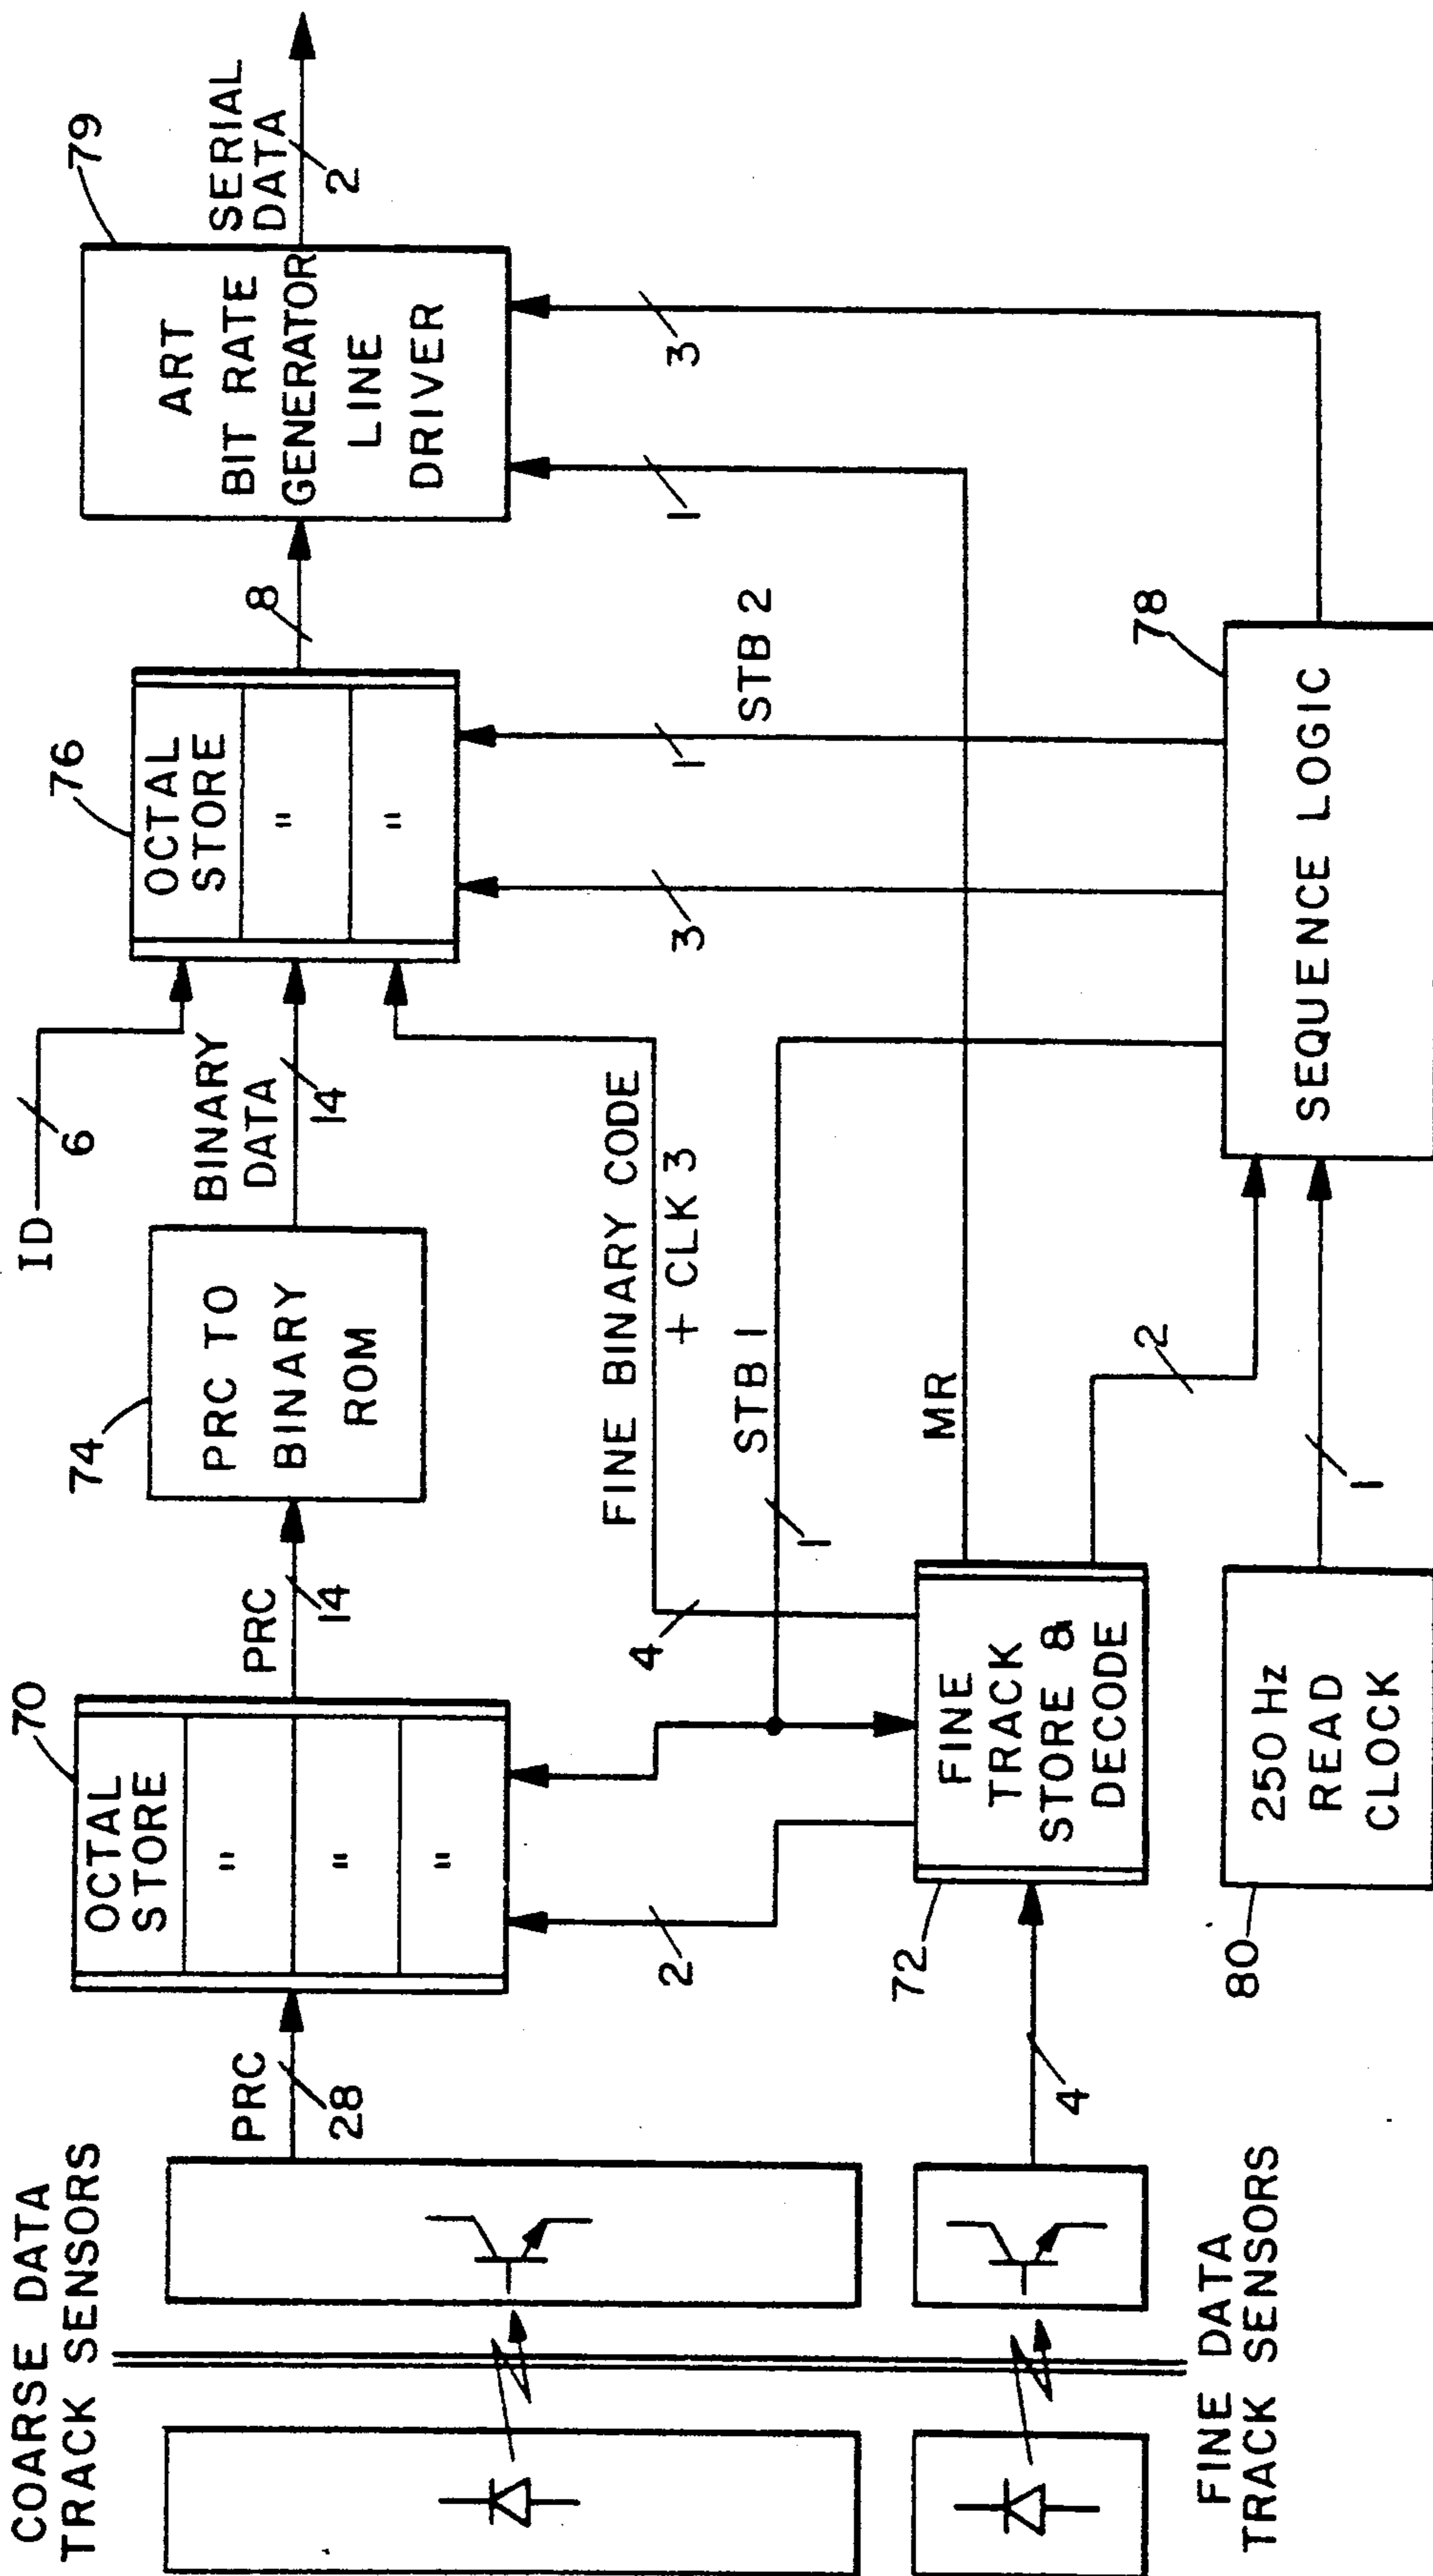 COARSE DATA
TRACK SENSORS
PRC
28
70
OCTAL
STORE
"
"
"
PRC
14
74
PRC TO
BINARY
ROM
ID
6
BINARY
DATA
14
76
OCTAL
STORE
"
"
8
79
ART
BIT RATE
GENERATOR
LINE
DRIVER
SERIAL
DATA
2
2
4
FINE BINARY CODE
+ CLK 3
STB 1
1
MR
3
1
STB 2
1
3
FINE DATA
TRACK SENSORS
4
72
FINE
TRACK
STORE &
DECODE
2
80
250 Hz
READ
CLOCK
1
78
SEQUENCE LOGIC